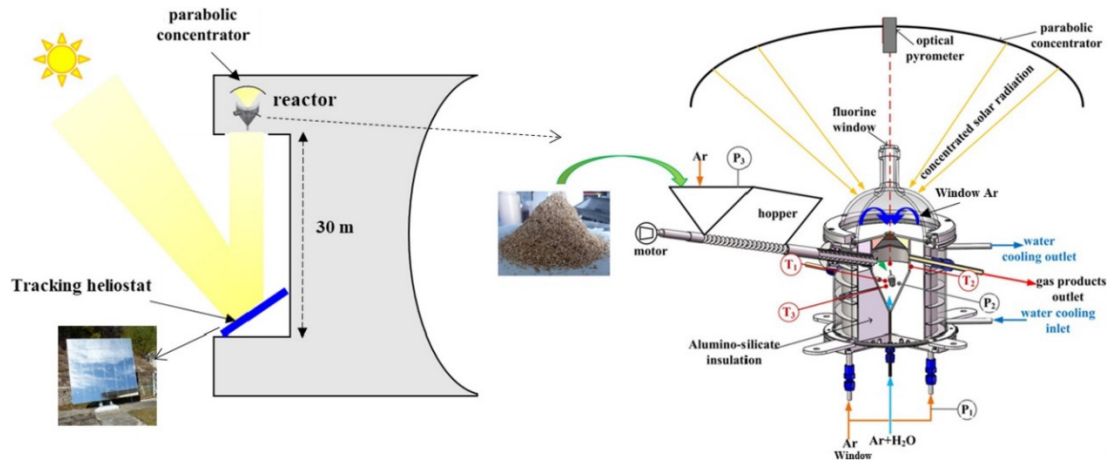 parabolic
concentrator
reactor
30 m
Tracking heliostat
parabolic
concentrator
optical
pyrometer
concentrated solar radiation
fluorine
window
Ar
P3
Window Ar
hopper
motor
water
cooling outlet
T1
T2
gas products
outlet
P2
T3
water cooling
inlet
Alumino-silicate
insulation
P1
Ar
Window
Ar+H₂O